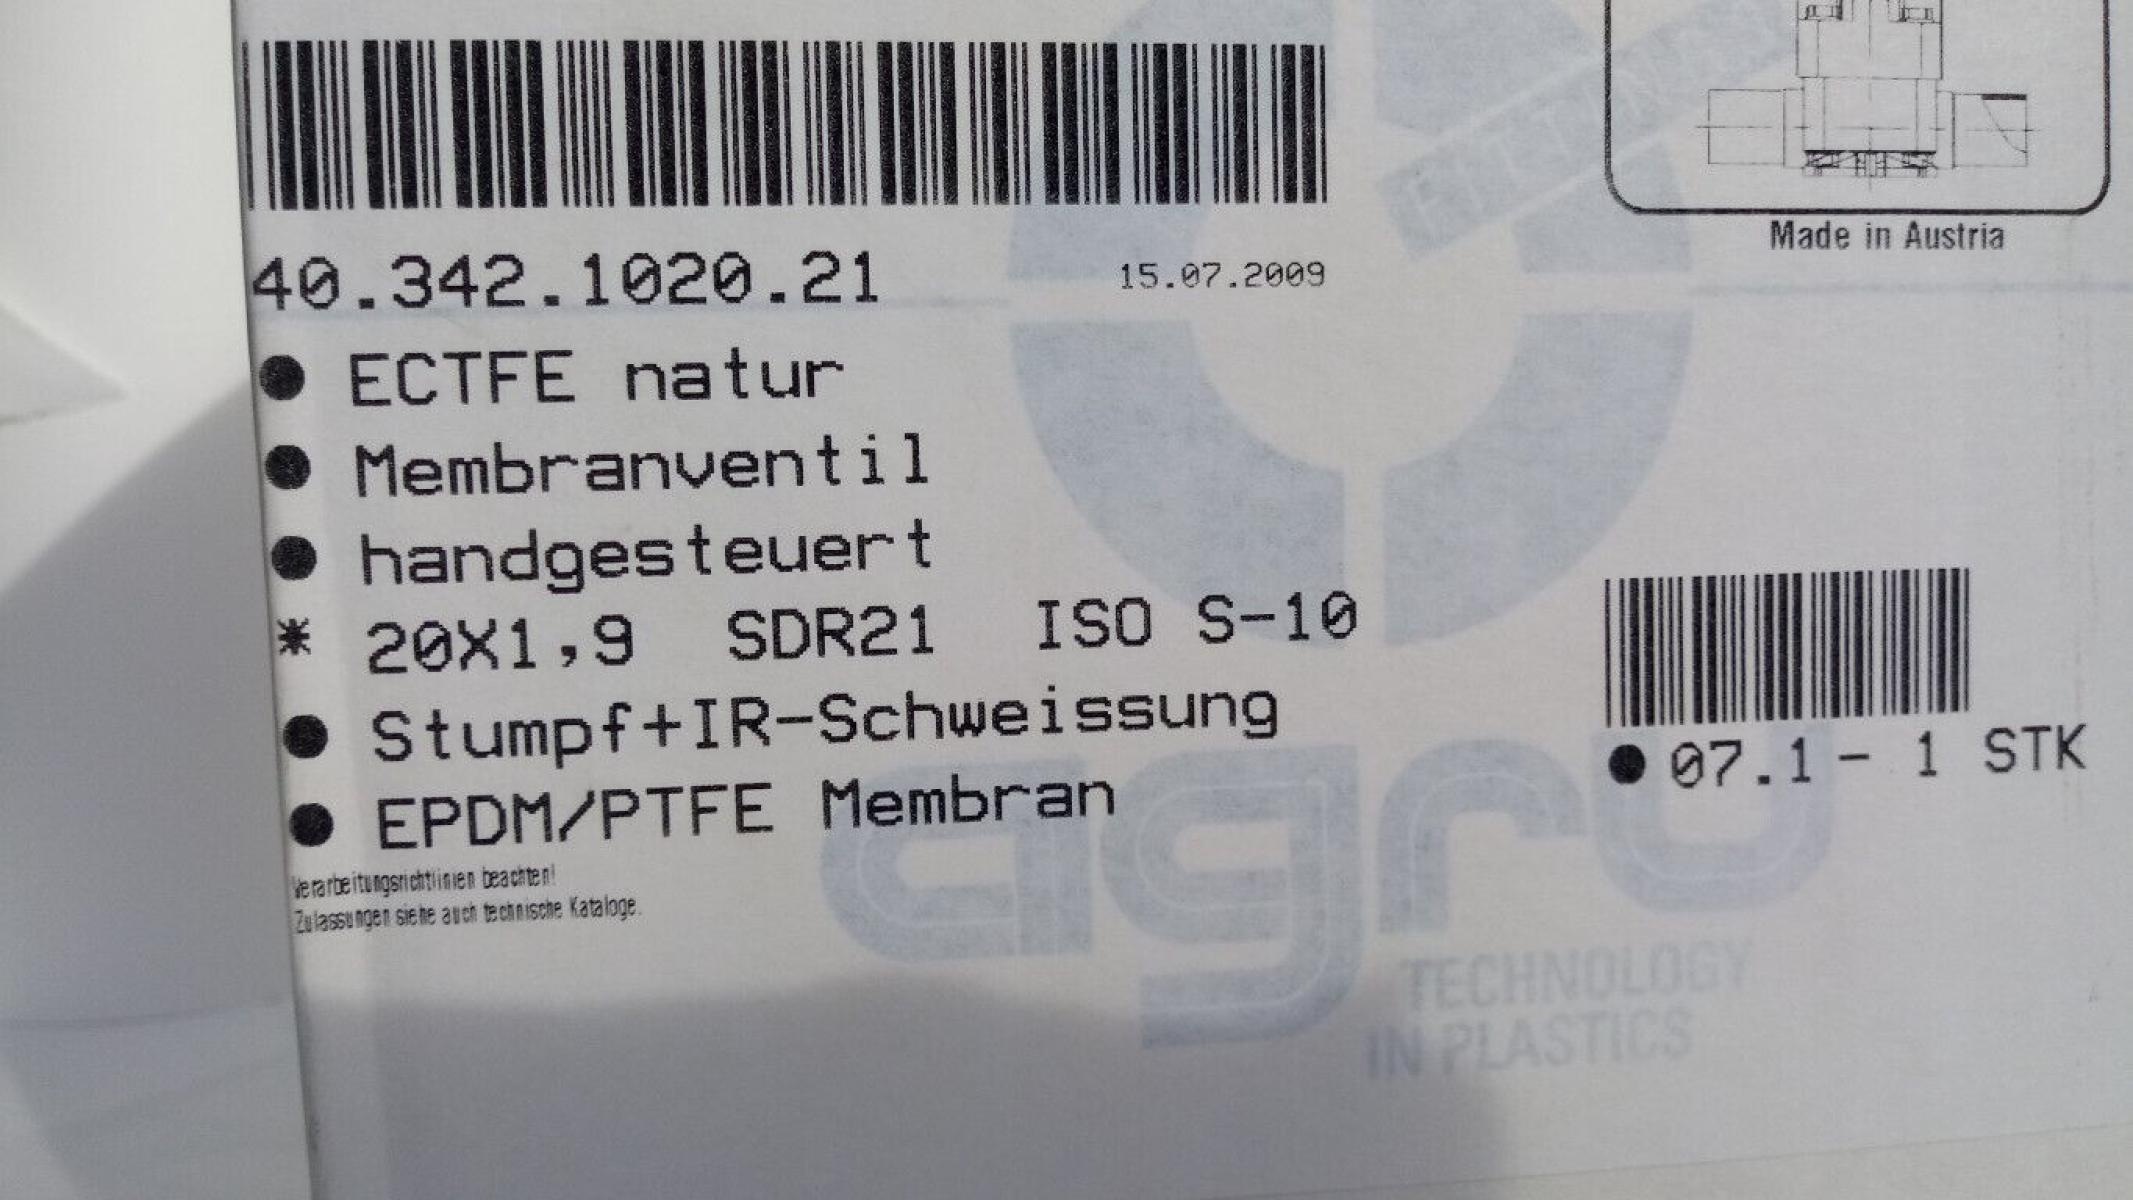 40.342.1020.21 15.07.2009
Made in Austria
● ECTFE natur
● Membranventil
● handgesteuert
* 20X1,9 SDR21 ISO S-10
● Stumpf+IR-Schweissung
● 07.1- 1 STK
● EPDM/PTFE Membran
Verarbeitungsrichtlinien beachten!
Zulassungen siehe auch technische Kataloge.
FITTINGS
agru
TECHNOLOGY
IN PLASTICS